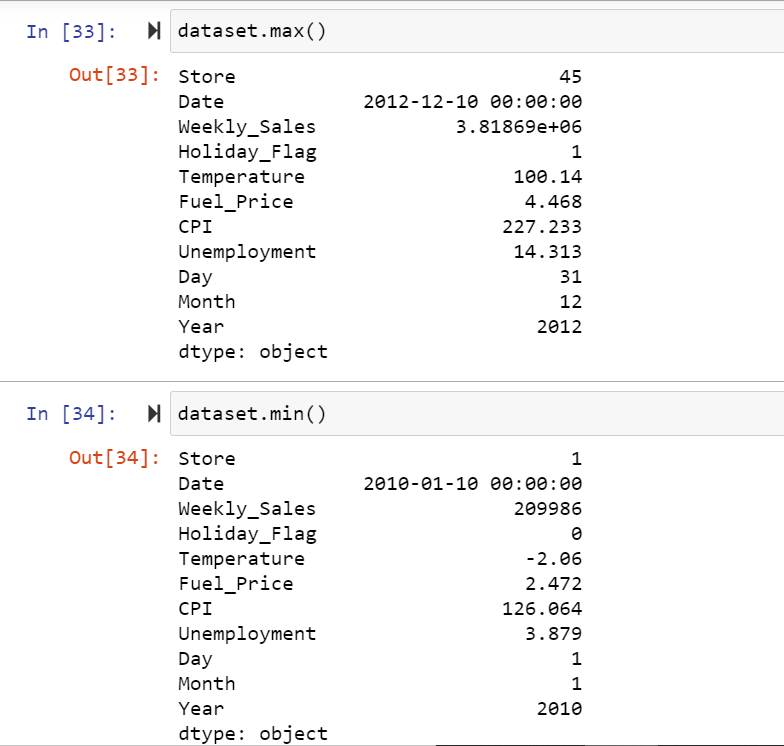 In [33]: dataset.max()
Out[33]: Store 45
Date 2012-12-10 00:00:00
Weekly_Sales 3.81869e+06
Holiday_Flag 1
Temperature 100.14
Fuel_Price 4.468
CPI 227.233
Unemployment 14.313
Day 31
Month 12
Year 2012
dtype: object
In [34]: dataset.min()
Out[34]: Store 1
Date 2010-01-10 00:00:00
Weekly_Sales 209986
Holiday_Flag 0
Temperature -2.06
Fuel_Price 2.472
CPI 126.064
Unemployment 3.879
Day 1
Month 1
Year 2010
dtype: object